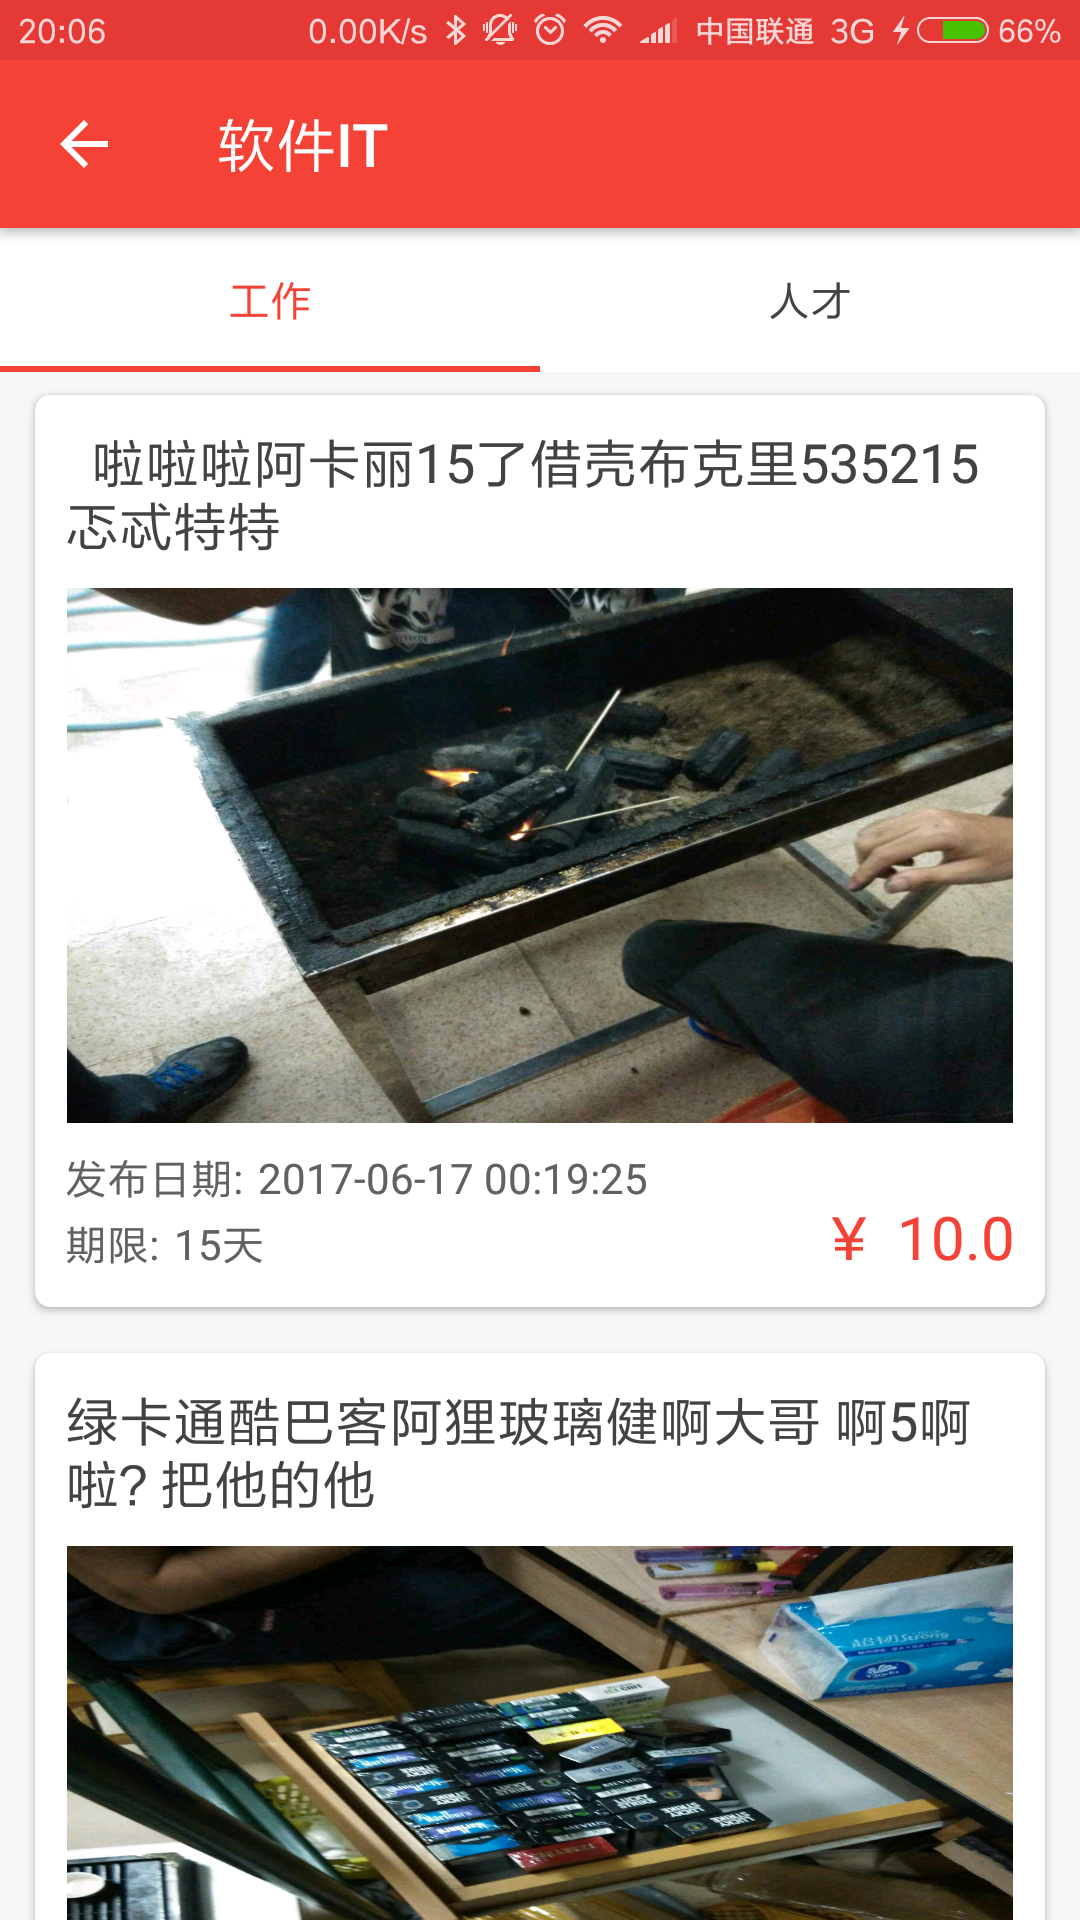 20:06 0.00K/s 中国联通 3G 66%
软件IT
工作 人才
啦啦啦阿卡丽15了借壳布克里535215
忑忒特特
发布日期: 2017-06-17 00:19:25
期限: 15天
¥ 10.0
绿卡通酷巴客阿狸玻璃健啊大哥 啊5啊
啦? 把他的他